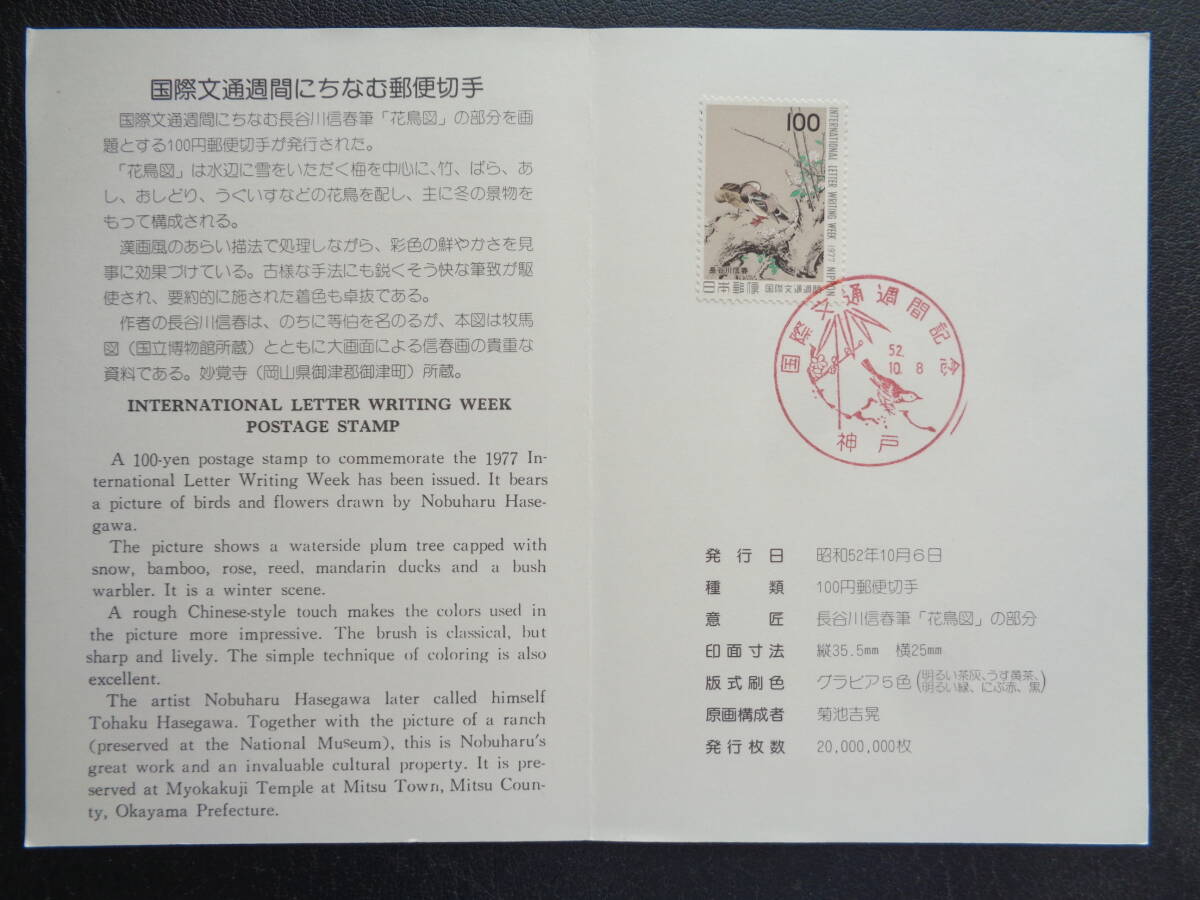 国際文通週間にちなむ郵便切手
国際文通週間にちなむ長谷川信春筆「花鳥図」の部分を画
題とする100円郵便切手が発行された。
「花鳥図」は水辺に雪をいただく梅を中心に、竹、ばら、あ
し、おしどり、うぐいすなどの花鳥を配し、主に冬の景物を
もって構成される。
漢画風のあらい描法で処理しながら、彩色の鮮やかさを見
事に効果づけている。古様な手法にも鋭くそう快な筆致が駆
使され、要約的に施された着色も卓抜である。
作者の長谷川信春は、のちに等伯を名のるが、本図は牧馬
図（国立博物館所蔵）とともに大画面による信春画の貴重な
資料である。妙覚寺（岡山県御津郡御津町）所蔵。
INTERNATIONAL LETTER WRITING WEEK
POSTAGE STAMP
A 100-yen postage stamp to commemorate the 1977 In-
ternational Letter Writing Week has been issued. It bears
a picture of birds and flowers drawn by Nobuharu Hase-
gawa.
The picture shows a waterside plum tree capped with
snow, bamboo, rose, reed, mandarin ducks and a bush
warbler. It is a winter scene.
A rough Chinese-style touch makes the colors used in
the picture more impressive. The brush is classical, but
sharp and lively. The simple technique of coloring is also
excellent.
The artist Nobuharu Hasegawa later called himself
Tohaku Hasegawa. Together with the picture of a ranch
(preserved at the National Museum), this is Nobuharu's
great work and an invaluable cultural property. It is pre-
served at Myokakuji Temple at Mitsu Town, Mitsu Coun-
ty, Okayama Prefecture.
100
INTERNATIONAL LETTER WRITING WEEK 1977 NIPPON
長谷川信春
日本郵便 国際文通週間
国際文通週間記念
52.
10. 8
神戸
発行日 昭和52年10月6日
種類 100円郵便切手
意匠 長谷川信春筆「花鳥図」の部分
印面寸法 縦35.5mm 横25mm
版式刷色 グラビア5色（明るい茶灰、うす黄茶、
明るい緑、にぶ赤、黒）
原画構成者 菊池吉晃
発行枚数 20,000,000枚